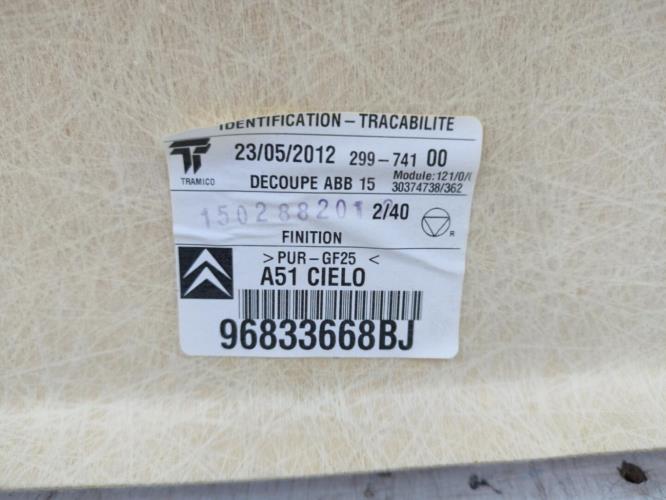 IDENTIFICATION – TRACABILITE
TRAMICO
23/05/2012 299-741 00
DECOUPE ABB 15
Module:121/0/
30374738/362
1502882012 2/40
R
FINITION
>PUR-GF25 <
A51 CIELO
96833668BJ